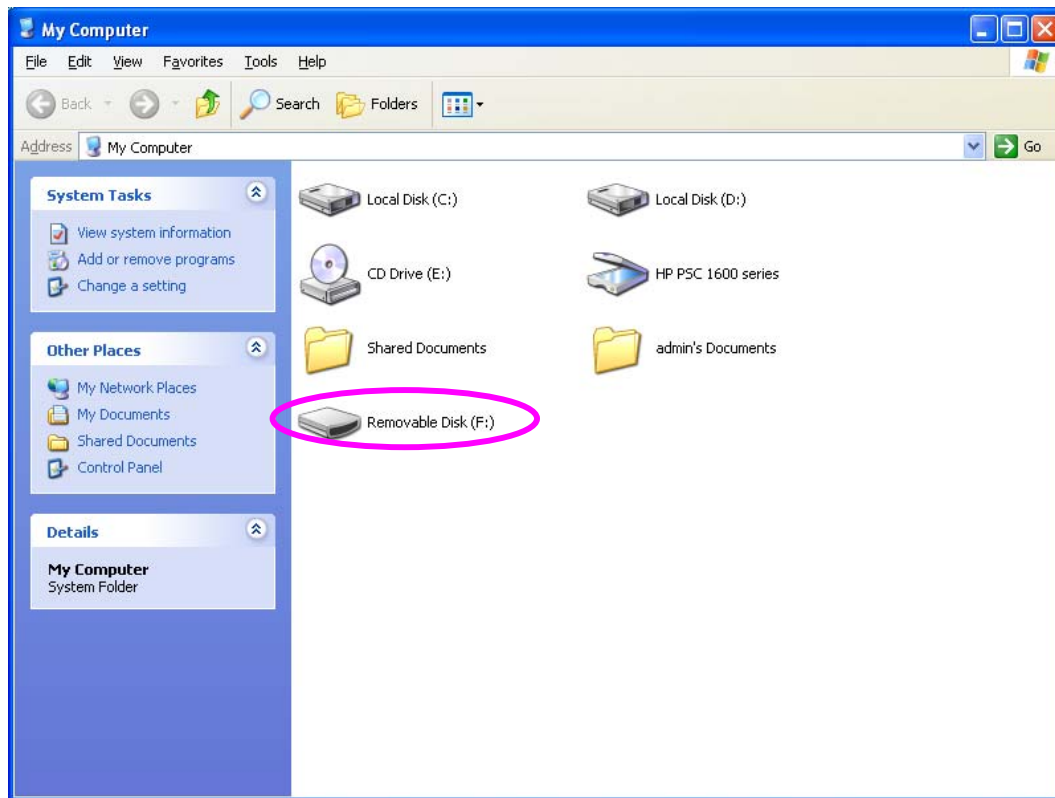 My Computer
File Edit View Favorites Tools Help
Back Search Folders
Address My Computer Go
System Tasks
View system information
Add or remove programs
Change a setting
Other Places
My Network Places
My Documents
Shared Documents
Control Panel
Details
My Computer
System Folder
Local Disk (C:) Local Disk (D:)
CD Drive (E:) HP PSC 1600 series
Shared Documents admin's Documents
Removable Disk (F:)